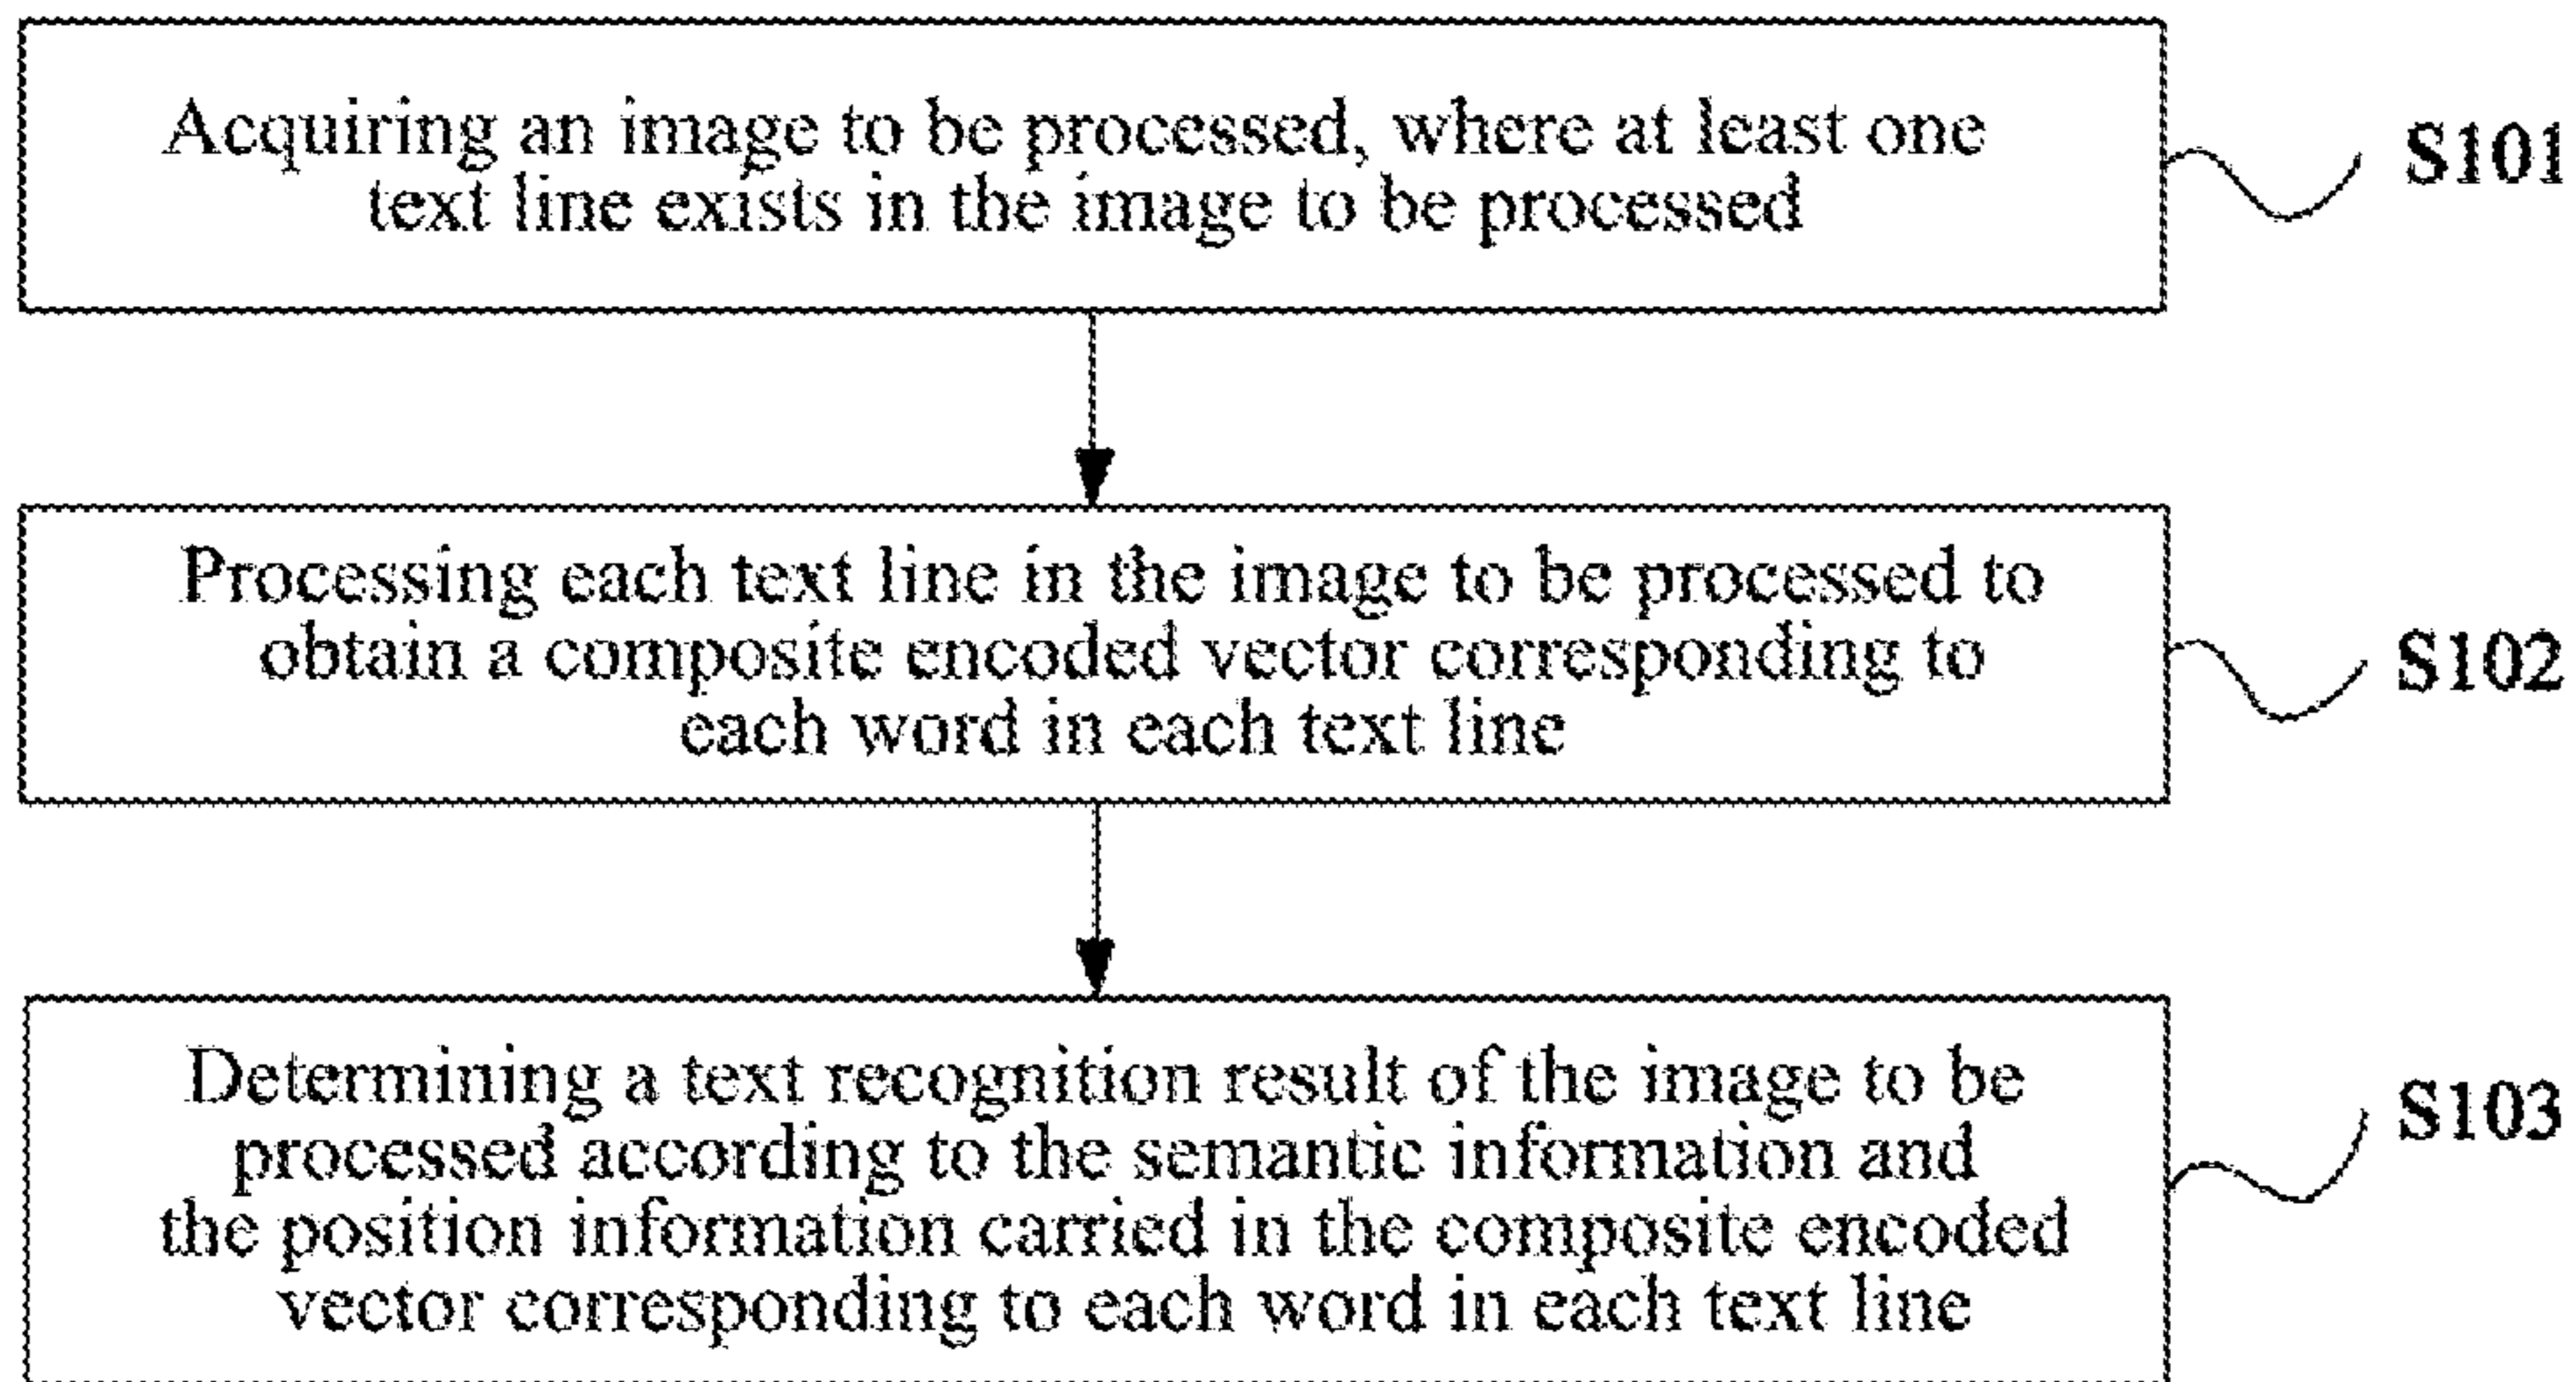 Acquiring an image to be processed, where at least one
text line exists in the image to be processed
S101
Processing each text line in the image to be processed to
obtain a composite encoded vector corresponding to
each word in each text line
S102
Determining a text recognition result of the image to be
processed according to the semantic information and
the position information carried in the composite encoded
vector corresponding to each word in each text line
S103